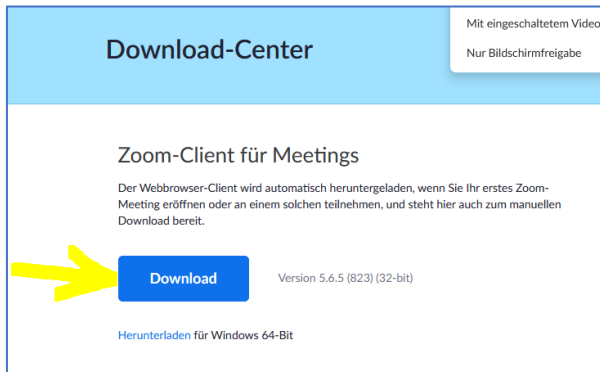 Mit eingeschaltetem Video
Nur Bildschirmfreigabe
Download-Center
Zoom-Client für Meetings
Der Webbrowser-Client wird automatisch heruntergeladen, wenn Sie Ihr erstes Zoom-
Meeting eröffnen oder an einem solchen teilnehmen, und steht hier auch zum manuellen
Download bereit.
Download
Version 5.6.5 (823) (32-bit)
Herunterladen für Windows 64-Bit